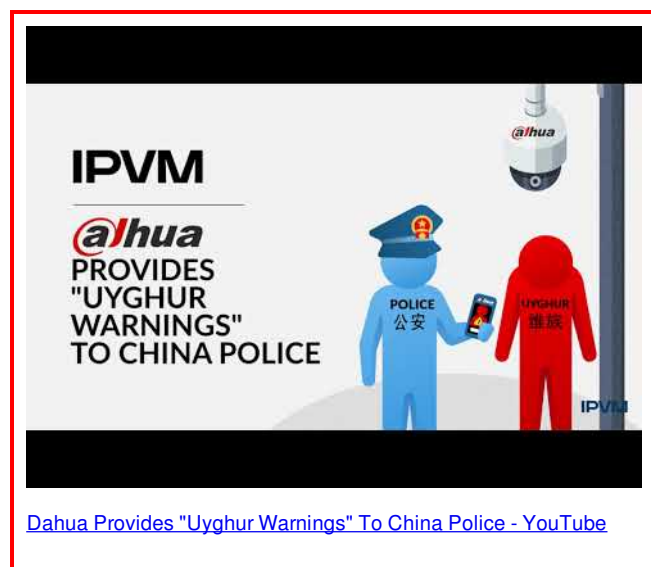 alhua
IPVM
alhua
PROVIDES
"UYGHUR
WARNINGS"
TO CHINA POLICE
POLICE
公安
UYGHUR
维族
IPVM
Dahua Provides "Uyghur Warnings" To China Police - YouTube